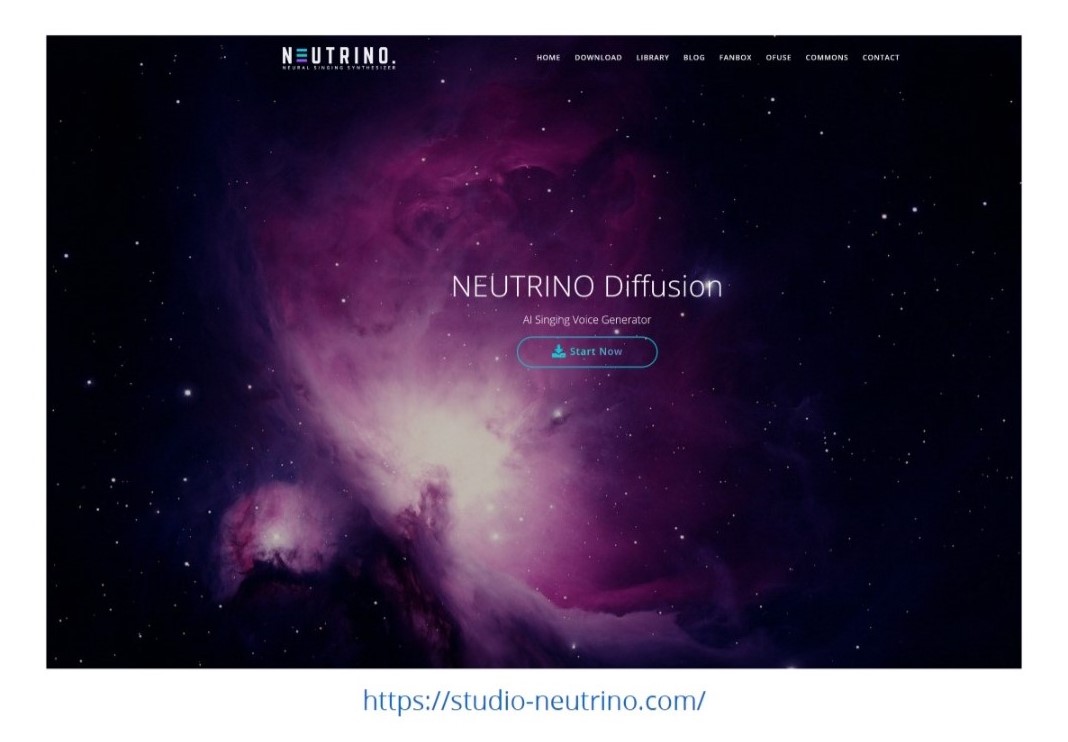 NEUTRINO.
NEURAL SINGING SYNTHESIZER
HOME DOWNLOAD LIBRARY BLOG FANBOX OFUSE COMMONS CONTACT
NEUTRINO Diffusion
AI Singing Voice Generator
Start Now
https://studio-neutrino.com/